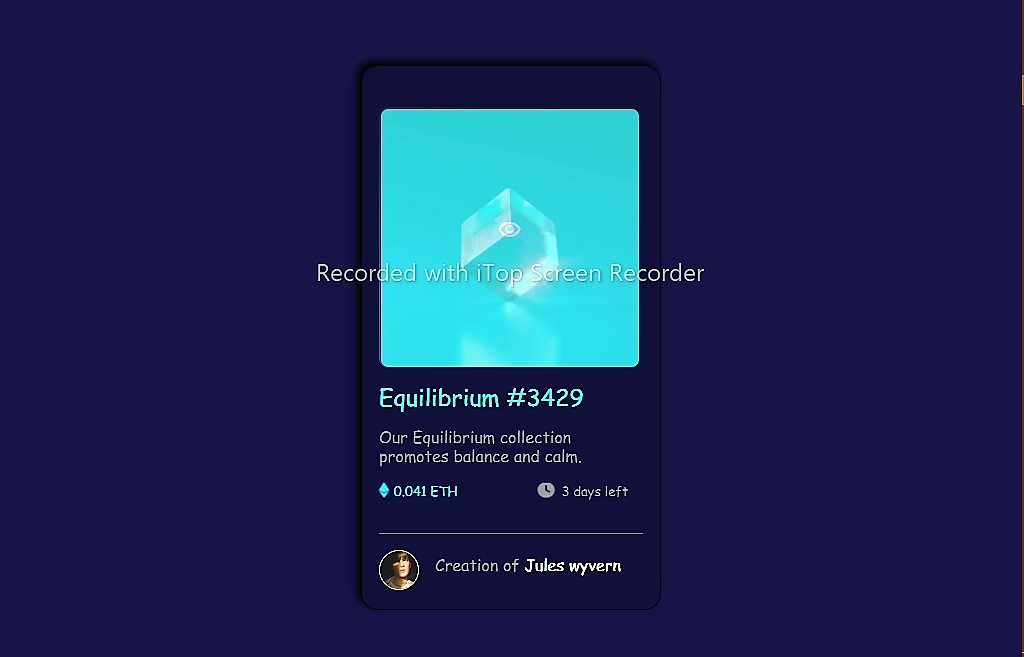 Recorded with iTop Screen Recorder
Equilibrium #3429
Our Equilibrium collection
promotes balance and calm.
0.041 ETH
3 days left
Creation of Jules wyvern